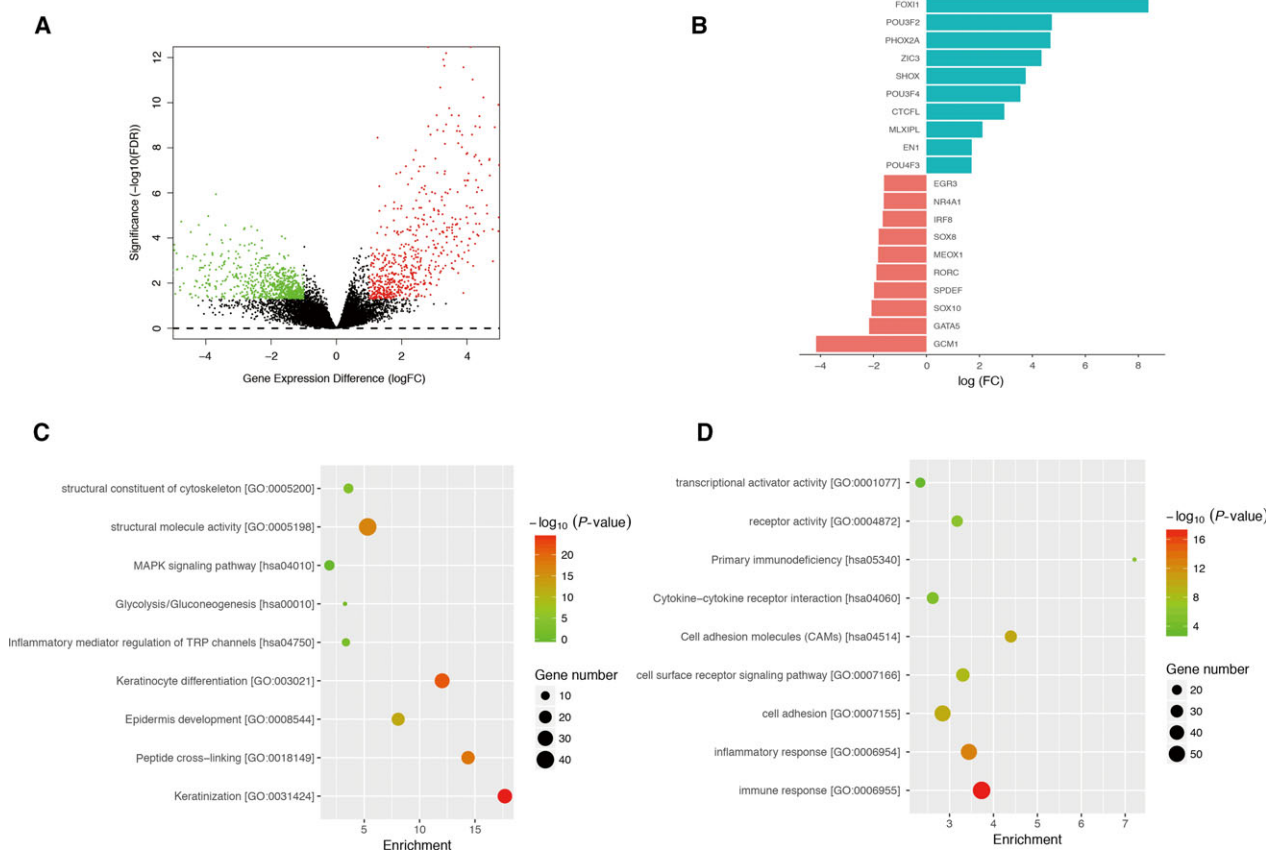 A
12
10
8
6
4
2
0
Significance (−log10(FDR))
−4 −2 0 2 4
Gene Expression Difference (logFC)
B
FOXI1
POU3F2
PHOX2A
ZIC3
SHOX
POU3F4
CTCFL
MLXIPL
EN1
POU4F3
EGR3
NR4A1
IRF8
SOX8
MEOX1
RORC
SPDEF
SOX10
GATA5
GCM1
−4 −2 0 2 4 6 8
log (FC)
C
structural constituent of cytoskeleton [GO:0005200]
structural molecule activity [GO:0005198]
MAPK signaling pathway [hsa04010]
Glycolysis/Gluconeogenesis [hsa00010]
Inflammatory mediator regulation of TRP channels [hsa04750]
Keratinocyte differentiation [GO:003021]
Epidermis development [GO:0008544]
Peptide cross−linking [GO:0018149]
Keratinization [GO:0031424]
5 10 15
Enrichment
−log10 (P-value)
20
15
10
5
0
Gene number
10
20
30
40
D
transcriptional activator activity [GO:0001077]
receptor activity [GO:0004872]
Primary immunodeficiency [hsa05340]
Cytokine−cytokine receptor interaction [hsa04060]
Cell adhesion molecules (CAMs) [hsa04514]
cell surface receptor signaling pathway [GO:0007166]
cell adhesion [GO:0007155]
inflammatory response [GO:0006954]
immune response [GO:0006955]
3 4 5 6 7
Enrichment
−log10 (P-value)
16
12
8
4
Gene number
20
30
40
50